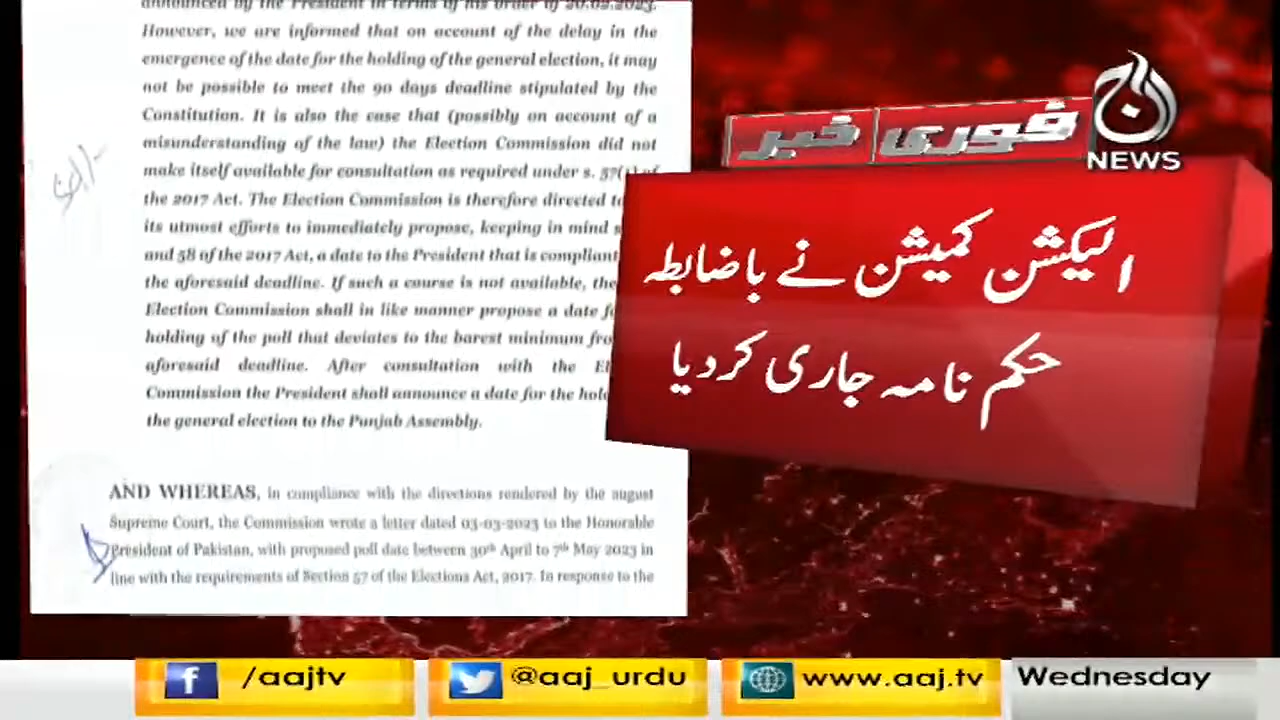 announced by the President in terms of his order of 20.02.2023.
However, we are informed that on account of the delay in the
emergence of the date for the holding of the general election, it may
not be possible to meet the 90 days deadline stipulated by the
Constitution. It is also the case that (possibly on account of a
misunderstanding of the law) the Election Commission did not
make itself available for consultation as required under s. 57(1) of
the 2017 Act. The Election Commission is therefore directed
its utmost efforts to immediately propose, keeping in mind
and 58 of the 2017 Act, a date to the President that is compliant
the aforesaid deadline. If such a course is not available, the
Election Commission shall in like manner propose a date
holding of the poll that deviates to the barest minimum
aforesaid deadline. After consultation with the
Commission the President shall announce a date for the
the general election to the Punjab Assembly.
AND WHEREAS, in compliance with the directions rendered by the august
Supreme Court, the Commission wrote a letter dated 03-03-2023 to the Honorable
President of Pakistan, with proposed poll date between 30th April to 7th May 2023 in
line with the requirements of Section 57 of the Elections Act, 2017. In response to the
فوری خبر
آج
NEWS
الیکشن کمیشن نے باضابطہ
حکم نامہ جاری کردیا
/aajtv
@aaj_urdu
www.aaj.tv
Wednesday